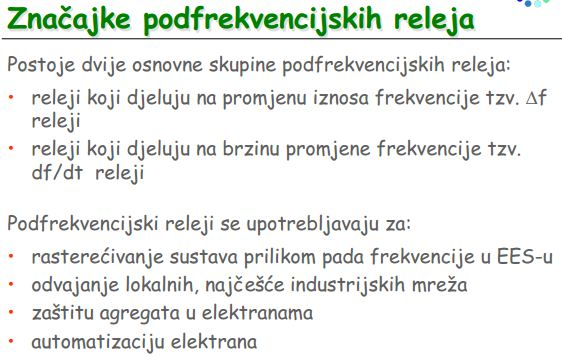 Značajke podfrekvencijskih releja
Postoje dvije osnovne skupine podfrekvencijskih releja:
• releji koji djeluju na promjenu iznosa frekvencije tzv. ∆f
releji
• releji koji djeluju na brzinu promjene frekvencije tzv.
df/dt releji
Podfrekvencijski releji se upotrebljavaju za:
• rasterećivanje sustava prilikom pada frekvencije u EES-u
• odvajanje lokalnih, najčešće industrijskih mreža
• zaštitu agregata u elektranama
• automatizaciju elektrana